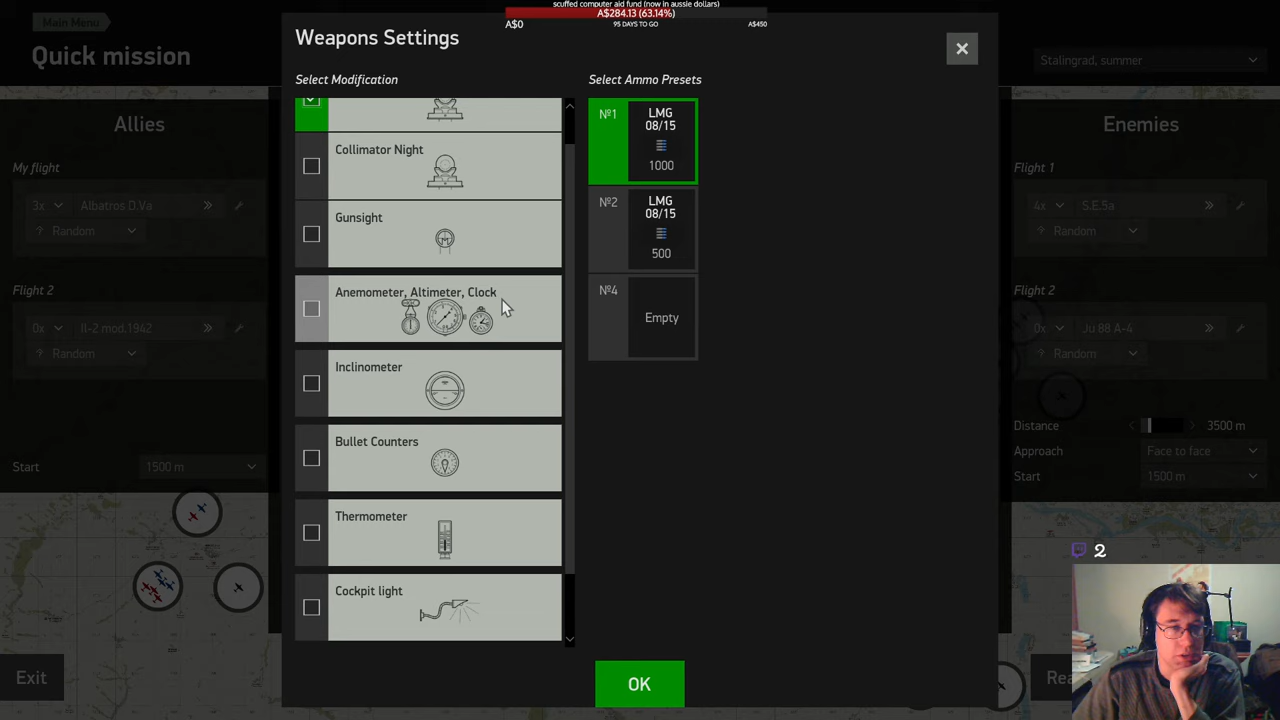 scuffed computer aid fund (now in aussie dollars)
A$284.13 (63.14%)
A$0
95 DAYS TO GO
A$450
Main Menu
Quick mission
Stalingrad, summer
Weapons Settings
Select Modification
Select Ammo Presets
Allies
Enemies
My flight
3x
Albatros D.Va
Random
Flight 2
0x
Il-2 mod.1942
Random
Start
1500 m
Collimator Night
Gunsight
Anemometer, Altimeter, Clock
Inclinometer
Bullet Counters
Thermometer
Cockpit light
№1
LMG
08/15
1000
№2
LMG
08/15
500
№4
Empty
Flight 1
4x
S.E.5a
Random
Flight 2
0x
Ju 88 A-4
Random
Distance
3500 m
Approach
Face to face
Start
1500 m
2
Exit
OK